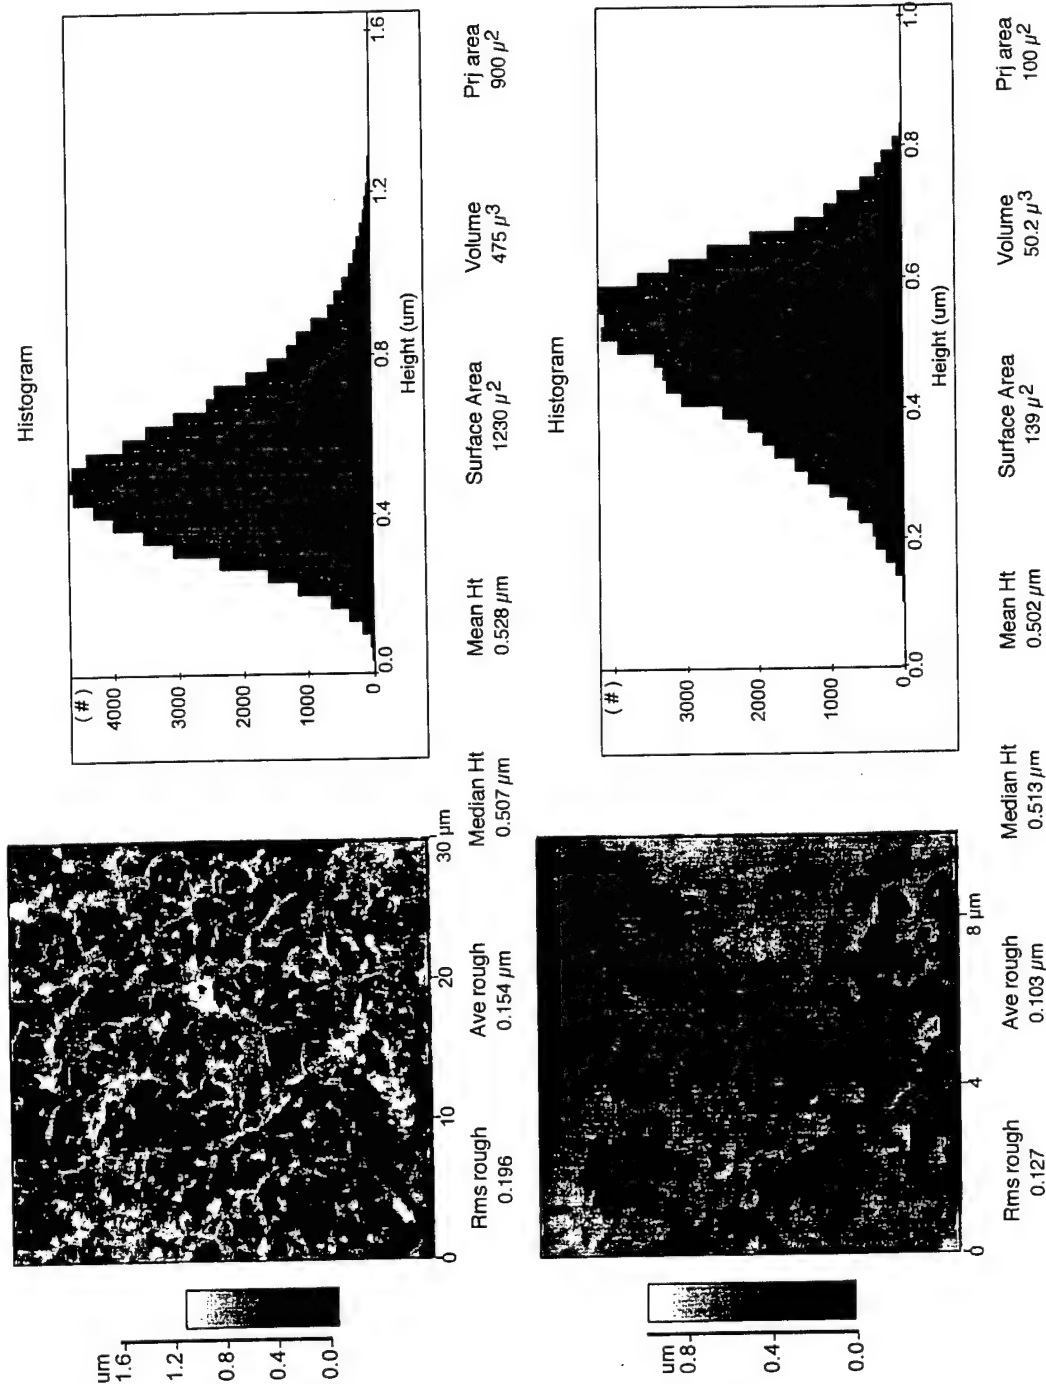 um
1.6
1.2
0.8
0.4
0.0
0
10
20
30 μm
Histogram
(#)
4000
3000
1000
0
0.0
0.4
0.8
1.2
1.6
Height (um)
Rms rough
0.196
Ave rough
0.154 μm
Median Ht
0.507 μm
Mean Ht
0.528 μm
Surface Area
1230 μ²
Volume
475 μ³
Prj area
900 μ²
um
0.8
0.4
0.0
0
4
8 μm
Histogram
(#)
3000
2000
1000
0
0.0
0.2
0.4
0.6
0.8
1.0
Height (um)
Rms rough
0.127
Ave rough
0.103 μm
Median Ht
0.513 μm
Mean Ht
0.502 μm
Surface Area
139 μ²
Volume
50.2 μ³
Prj area
100 μ²